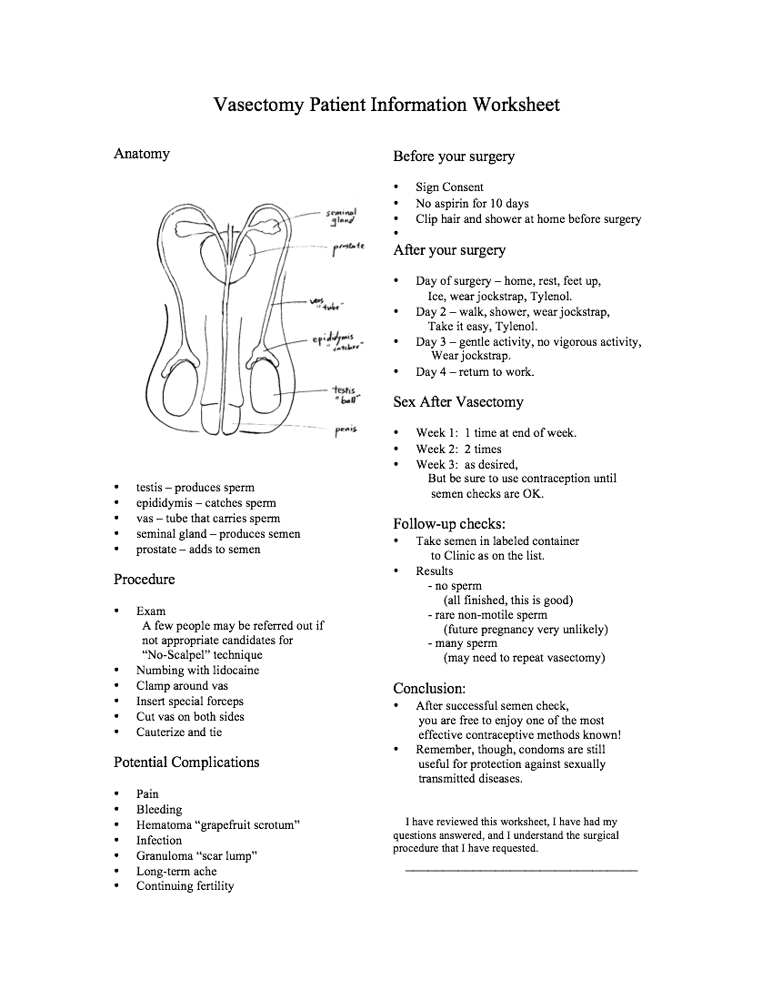 Vasectomy Patient Information Worksheet
Anatomy
seminal
gland
prostate
vas
"tube"
epididymis
"catcher"
testis
"ball"
penis
• testis – produces sperm
• epididymis – catches sperm
• vas – tube that carries sperm
• seminal gland – produces semen
• prostate – adds to semen
Procedure
• Exam
A few people may be referred out if
not appropriate candidates for
“No-Scalpel” technique
• Numbing with lidocaine
• Clamp around vas
• Insert special forceps
• Cut vas on both sides
• Cauterize and tie
Potential Complications
• Pain
• Bleeding
• Hematoma “grapefruit scrotum”
• Infection
• Granuloma “scar lump”
• Long-term ache
• Continuing fertility
Before your surgery
• Sign Consent
• No aspirin for 10 days
• Clip hair and shower at home before surgery
•
After your surgery
• Day of surgery – home, rest, feet up,
Ice, wear jockstrap, Tylenol.
• Day 2 – walk, shower, wear jockstrap,
Take it easy, Tylenol.
• Day 3 – gentle activity, no vigorous activity,
Wear jockstrap.
• Day 4 – return to work.
Sex After Vasectomy
• Week 1: 1 time at end of week.
• Week 2: 2 times
• Week 3: as desired,
But be sure to use contraception until
semen checks are OK.
Follow-up checks:
• Take semen in labeled container
to Clinic as on the list.
• Results
- no sperm
(all finished, this is good)
- rare non-motile sperm
(future pregnancy very unlikely)
- many sperm
(may need to repeat vasectomy)
Conclusion:
• After successful semen check,
you are free to enjoy one of the most
effective contraceptive methods known!
• Remember, though, condoms are still
useful for protection against sexually
transmitted diseases.
I have reviewed this worksheet, I have had my
questions answered, and I understand the surgical
procedure that I have requested.